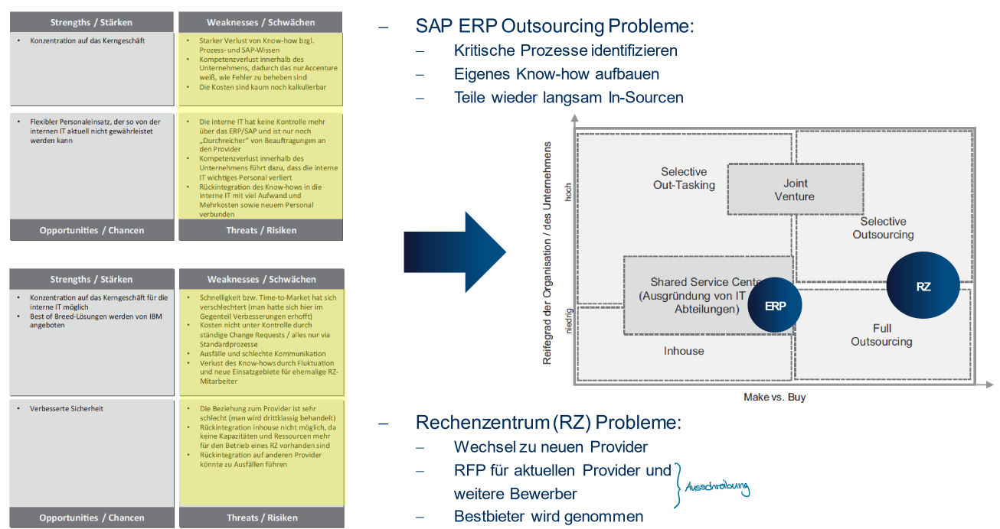 Strengths / Stärken
Weaknesses / Schwächen
• Konzentration auf das Kerngeschäft
• Starker Verlust von Know-how bzgl.
Prozess- und SAP-Wissen
• Kompetenzverlust innerhalb des
Unternehmens, dadurch das nur Accenture
weiß, wie Fehler zu beheben sind
• Die Kosten sind kaum noch kalkulierbar
• Flexibler Personaleinsatz, der so von der
internen IT aktuell nicht gewährleistet
werden kann
• Die interne IT hat keine Kontrolle mehr
über das ERP/SAP und ist nur noch
„Durchreicher" von Beauftragungen an
den Provider
• Kompetenzverlust innerhalb des
Unternehmens führt dazu, dass die interne
IT wichtiges Personal verliert
• Rückintegration des Know-hows in die
interne IT mit viel Aufwand und
Mehrkosten sowie neuem Personal
verbunden
Opportunities / Chancen
Threats / Risiken
Strengths / Stärken
Weaknesses / Schwächen
• Konzentration auf das Kerngeschäft für die
interne IT möglich
• Best of Breed-Lösungen werden von IBM
angeboten
• Schnelligkeit bzw. Time-to-Market hat sich
verschlechtert (man hatte sich hier im
Gegenteil Verbesserungen erhofft)
• Kosten nicht unter Kontrolle durch
ständige Change Requests / alles nur via
Standardprozesse
• Ausfälle und schlechte Kommunikation
• Verlust des Know-hows durch Fluktuation
und neue Einsatzgebiete für ehemalige RZ-
Mitarbeiter
• Verbesserte Sicherheit
• Die Beziehung zum Provider ist sehr
schlecht (man wird drittklassig behandelt)
• Rückintegration inhouse nicht möglich, da
keine Kapazitäten und Ressourcen mehr
für den Betrieb eines RZ vorhanden sind
• Rückintegration auf anderen Provider
könnte zu Ausfällen führen
Opportunities / Chancen
Threats / Risiken
– SAP ERP Outsourcing Probleme:
– Kritische Prozesse identifizieren
– Eigenes Know-how aufbauen
– Teile wieder langsam In-Sourcen
Reifegrad der Organisation / des Unternehmens
hoch
niedrig
Selective
Out-Tasking
Joint
Venture
Selective
Outsourcing
Shared Service Cente
(Ausgründung von IT
Abteilungen)
ERP
RZ
Inhouse
Full
Outsourcing
Make vs. Buy
– Rechenzentrum (RZ) Probleme:
– Wechsel zu neuen Provider
– RFP für aktuellen Provider und
weitere Bewerber
Ausschreibung
– Bestbieter wird genommen